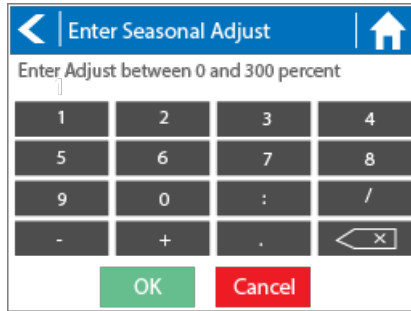 Enter Seasonal Adjust
Enter Adjust between 0 and 300 percent
1 2 3 4
5 6 7 8
9 0 : /
- + .
OK Cancel